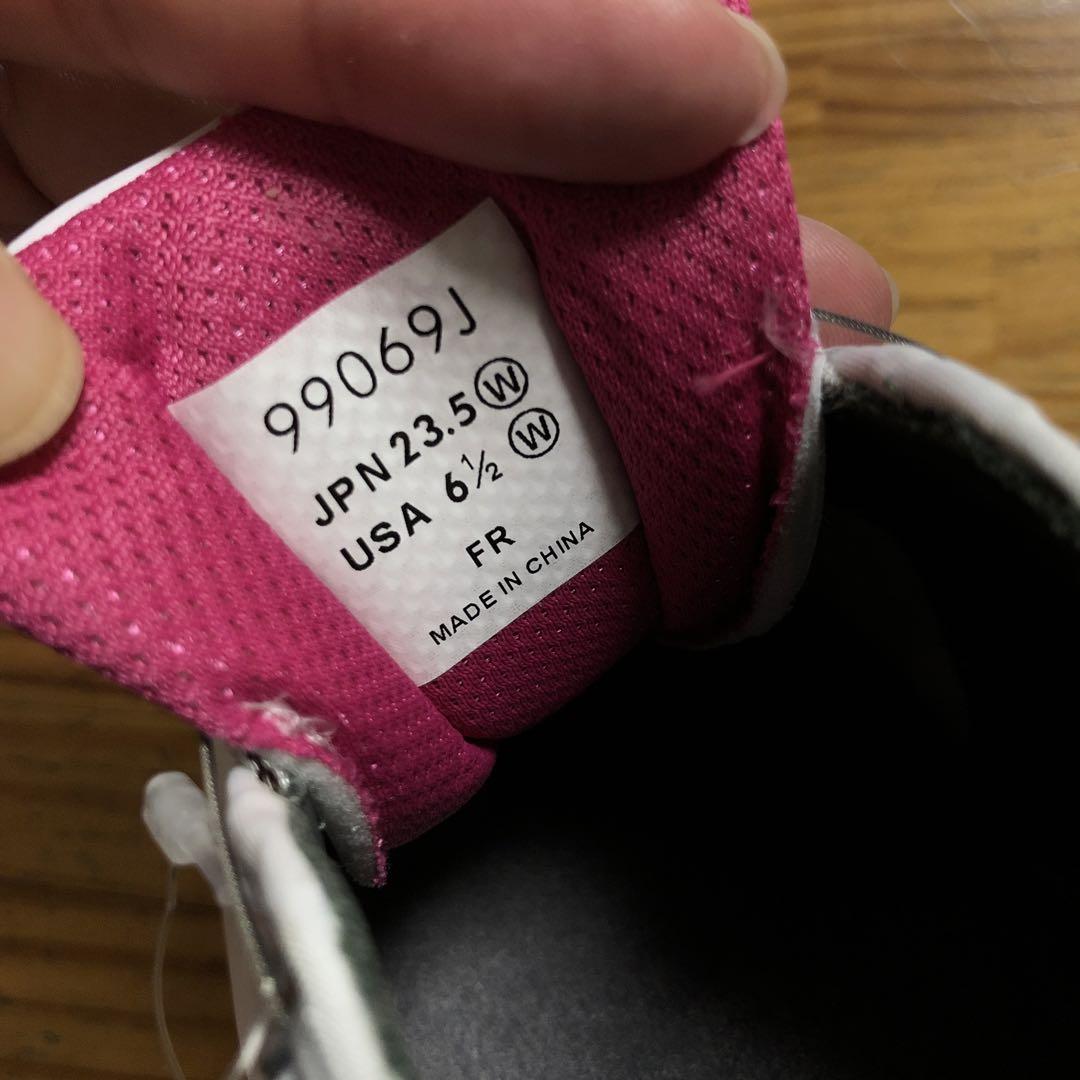 99069J
JPN 23.5 Ⓦ
USA 6½ Ⓦ
FR
MADE IN CHINA